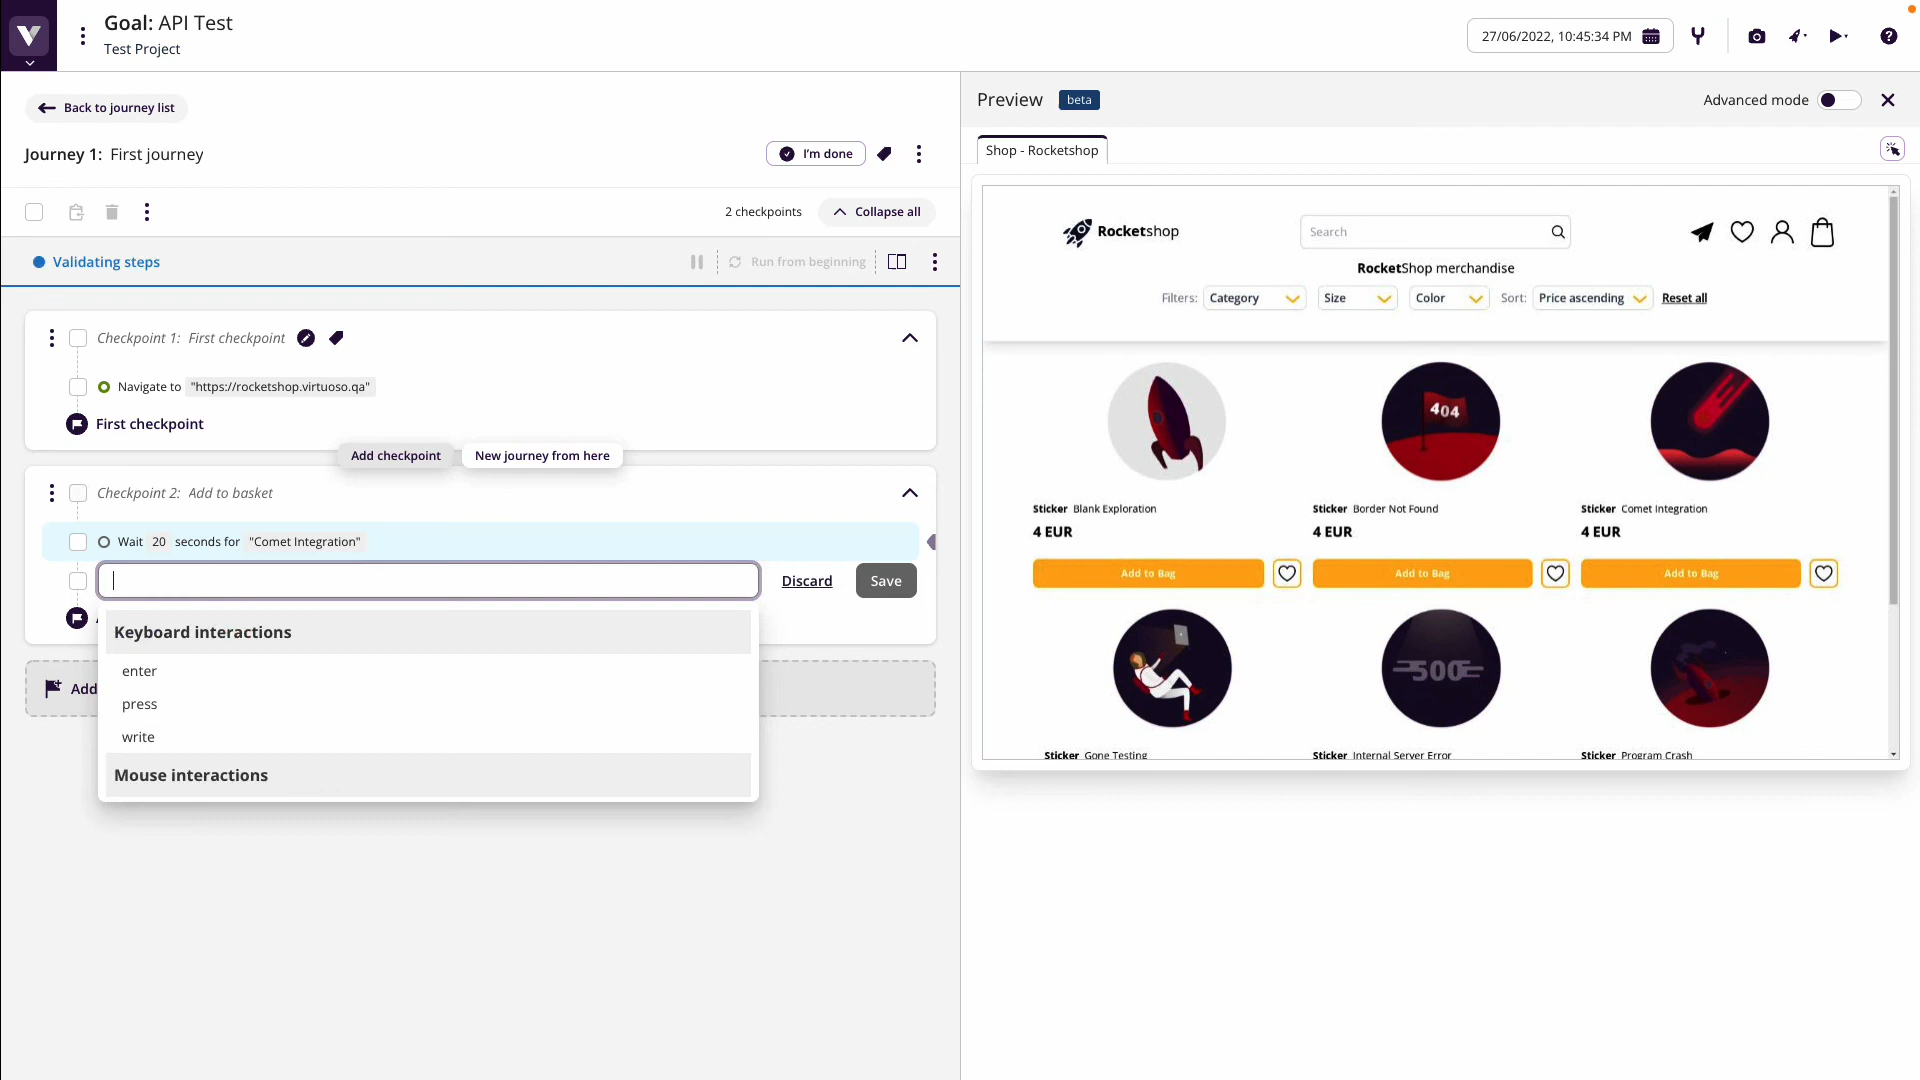 Goal: API Test
Test Project
27/06/2022, 10:45:34 PM
Back to journey list
Journey 1: First journey
I'm done
2 checkpoints
Collapse all
Validating steps
Run from beginning
Checkpoint 1: First checkpoint
Navigate to "https://rocketshop.virtuoso.qa"
First checkpoint
Add checkpoint
New journey from here
Checkpoint 2: Add to basket
Wait 20 seconds for "Comet Integration"
Discard
Save
Keyboard interactions
enter
press
write
Mouse interactions
Add
Preview beta
Advanced mode
Shop - Rocketshop
Rocketshop
Search
RocketShop merchandise
Filters: Category Size Color Sort: Price ascending Reset all
404
Sticker Blank Exploration
4 EUR
Add to Bag
Sticker Border Not Found
4 EUR
Add to Bag
Sticker Comet Integration
4 EUR
Add to Bag
500
Sticker Gone Testing
Sticker Internal Server Error
Sticker Program Crash